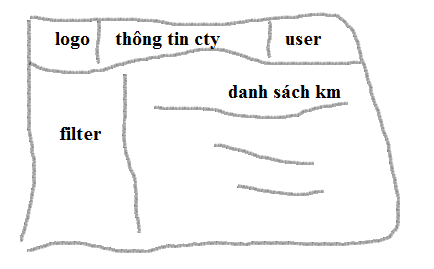 logo
thông tin cty
user
danh sách km
filter